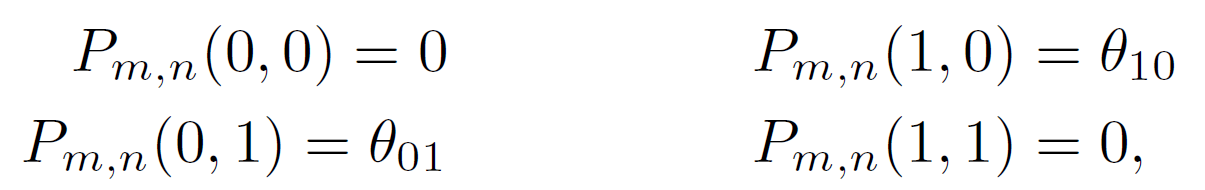 P_{m,n}(0,0) = 0 P_{m,n}(1,0) = θ_{10}
P_{m,n}(0,1) = θ_{01} P_{m,n}(1,1) = 0,